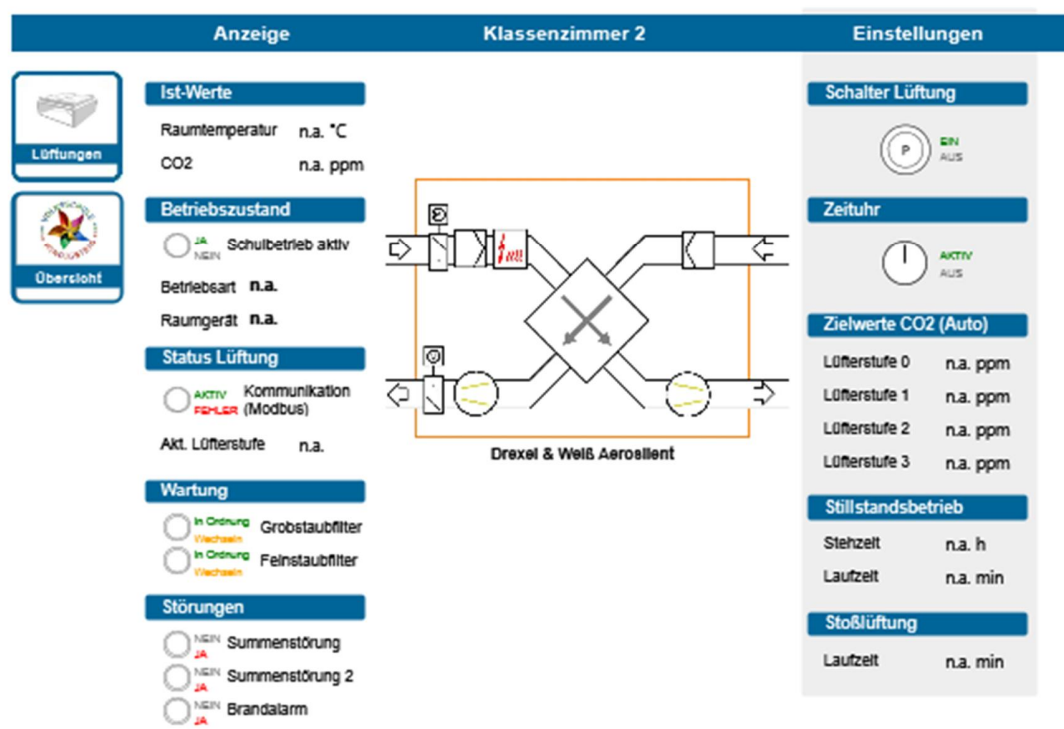 Anzeige
Klassenzimmer 2
Einstellungen
Lüftungen
Übersicht
Ist-Werte
Raumtemperatur n.a. °C
CO2 n.a. ppm
Betriebszustand
JA
NEIN
Schulbetrieb aktiv
Betriebsart n.a.
Raumgerät n.a.
Status Lüftung
AKTIV
FEHLER
Kommunikation
(Modbus)
Akt. Lüfterstufe n.a.
Wartung
In Ordnung
Wechseln
Grobstaubfilter
In Ordnung
Wechseln
Feinstaubfilter
Störungen
NEIN
JA
Summenstörung
NEIN
JA
Summenstörung 2
NEIN
JA
Brandalarm
Drexel & Weiß Aerosilent
Schalter Lüftung
P
EIN
AUS
Zeituhr
AKTIV
AUS
Zielwerte CO2 (Auto)
Lüfterstufe 0 n.a. ppm
Lüfterstufe 1 n.a. ppm
Lüfterstufe 2 n.a. ppm
Lüfterstufe 3 n.a. ppm
Stillstandsbetrieb
Stehzeit n.a. h
Laufzeit n.a. min
Stoßlüftung
Laufzeit n.a. min